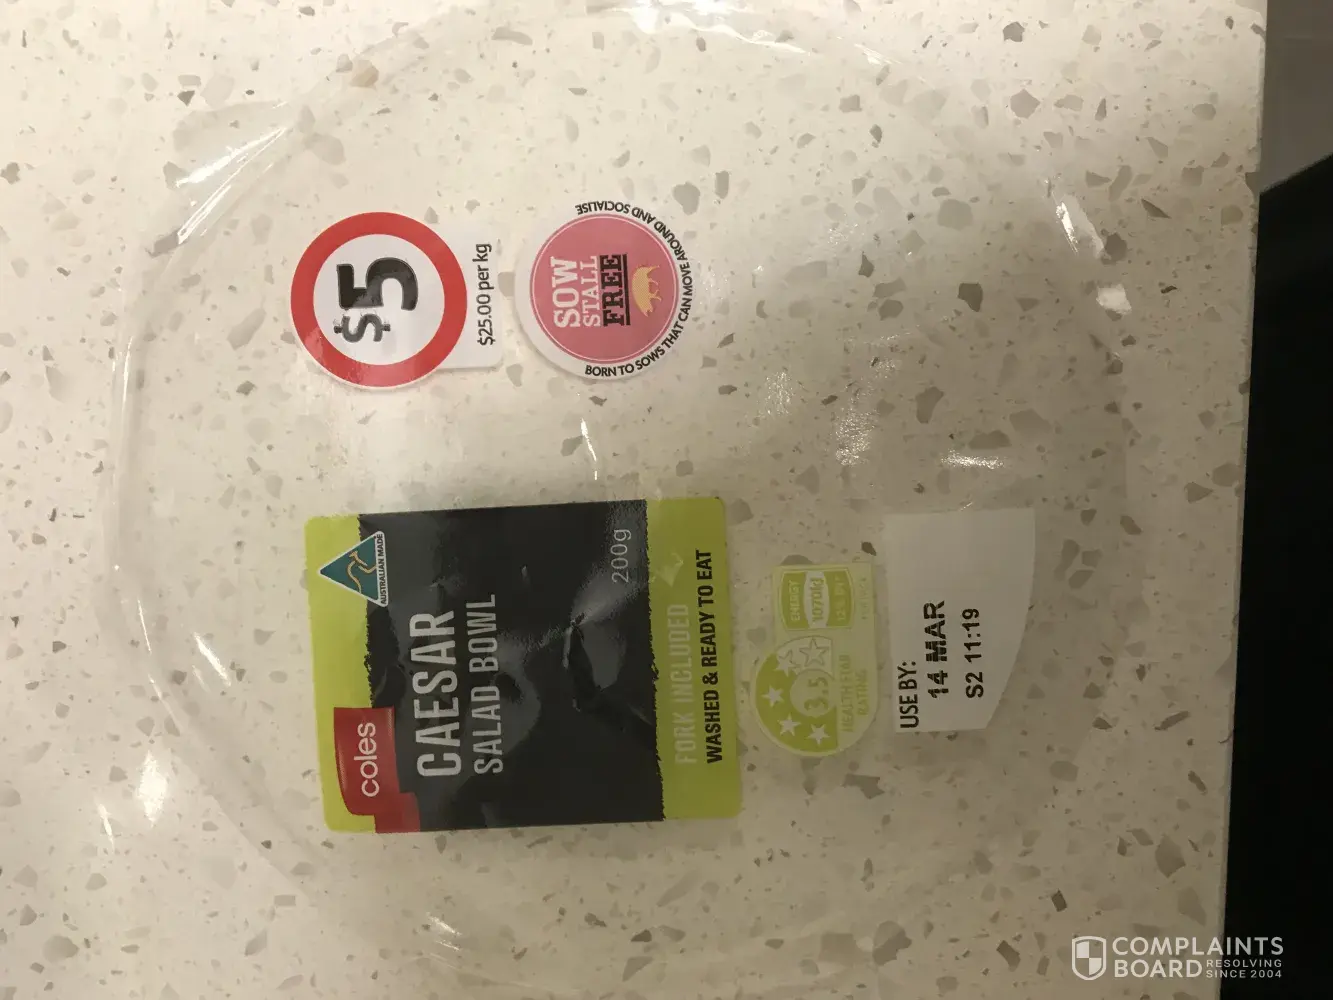 $5
$25.00 per kg
SOW
STALL
FREE
BORN TO SOWS THAT CAN MOVE AROUND AND SOCIALISE
AUSTRALIAN MADE
coles
CAESAR
SALAD BOWL
200g
FORK INCLUDED
WASHED & READY TO EAT
3.5
HEALTH STAR
RATING
ENERGY
1070kJ
USE BY:
14 MAR
S2 11:19
COMPLAINTS
BOARD RESOLVING
SINCE 2004